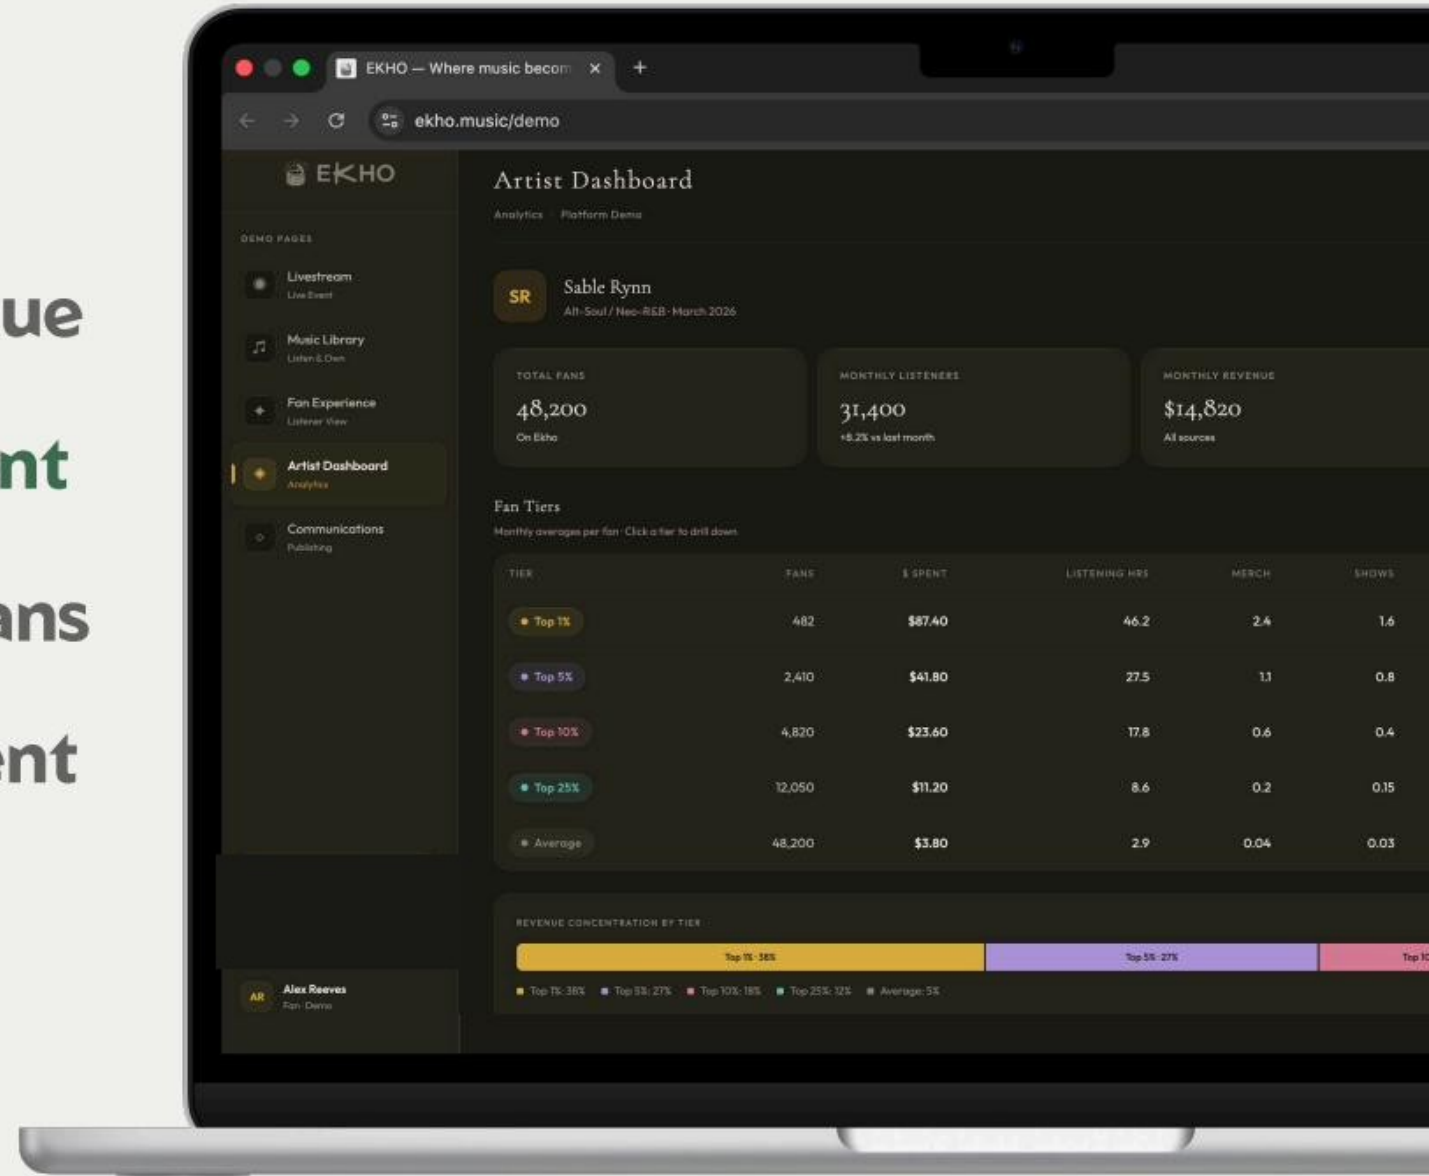 ue
nt
ans
ent
EKHO — Where music becom
ekho.music/demo
EKHO
DEMO PAGES
Livestream
Live Event
Music Library
Listen & Own
Fan Experience
Listener View
Artist Dashboard
Analytics
Communications
Publishing
AR
Alex Reeves
Fan · Demo
Artist Dashboard
Analytics · Platform Demo
SR
Sable Rynn
Alt-Soul / Neo-R&B · March 2026
TOTAL FANS
48,200
On Ekho
MONTHLY LISTENERS
31,400
+8.2% vs last month
MONTHLY REVENUE
$14,820
All sources
Fan Tiers
Monthly averages per fan · Click a tier to drill down
TIER FANS $ SPENT LISTENING HRS MERCH SHOWS
Top 1% 482 $87.40 46.2 2.4 1.6
Top 5% 2,410 $41.80 27.5 1.1 0.8
Top 10% 4,820 $23.60 17.8 0.6 0.4
Top 25% 12,050 $11.20 8.6 0.2 0.15
Average 48,200 $3.80 2.9 0.04 0.03
REVENUE CONCENTRATION BY TIER
Top 1% · 38% Top 5% · 27% Top 10
Top 1%: 38% Top 5%: 27% Top 10%: 18% Top 25%: 12% Average: 5%